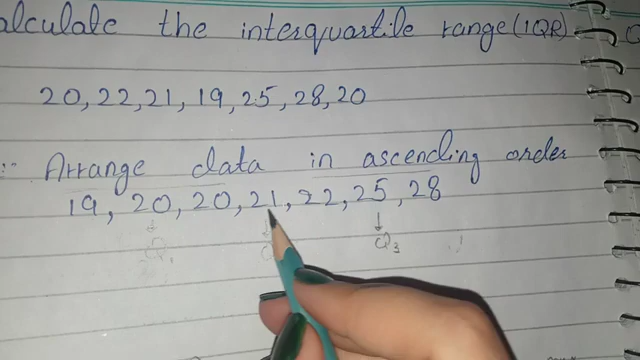 alculate the interquartile range (IQR)
20, 22, 21, 19, 25, 28, 20
:- Arrange data in ascending order
19, 20, 20, 21, 22, 25, 28
Q₁ Q₃